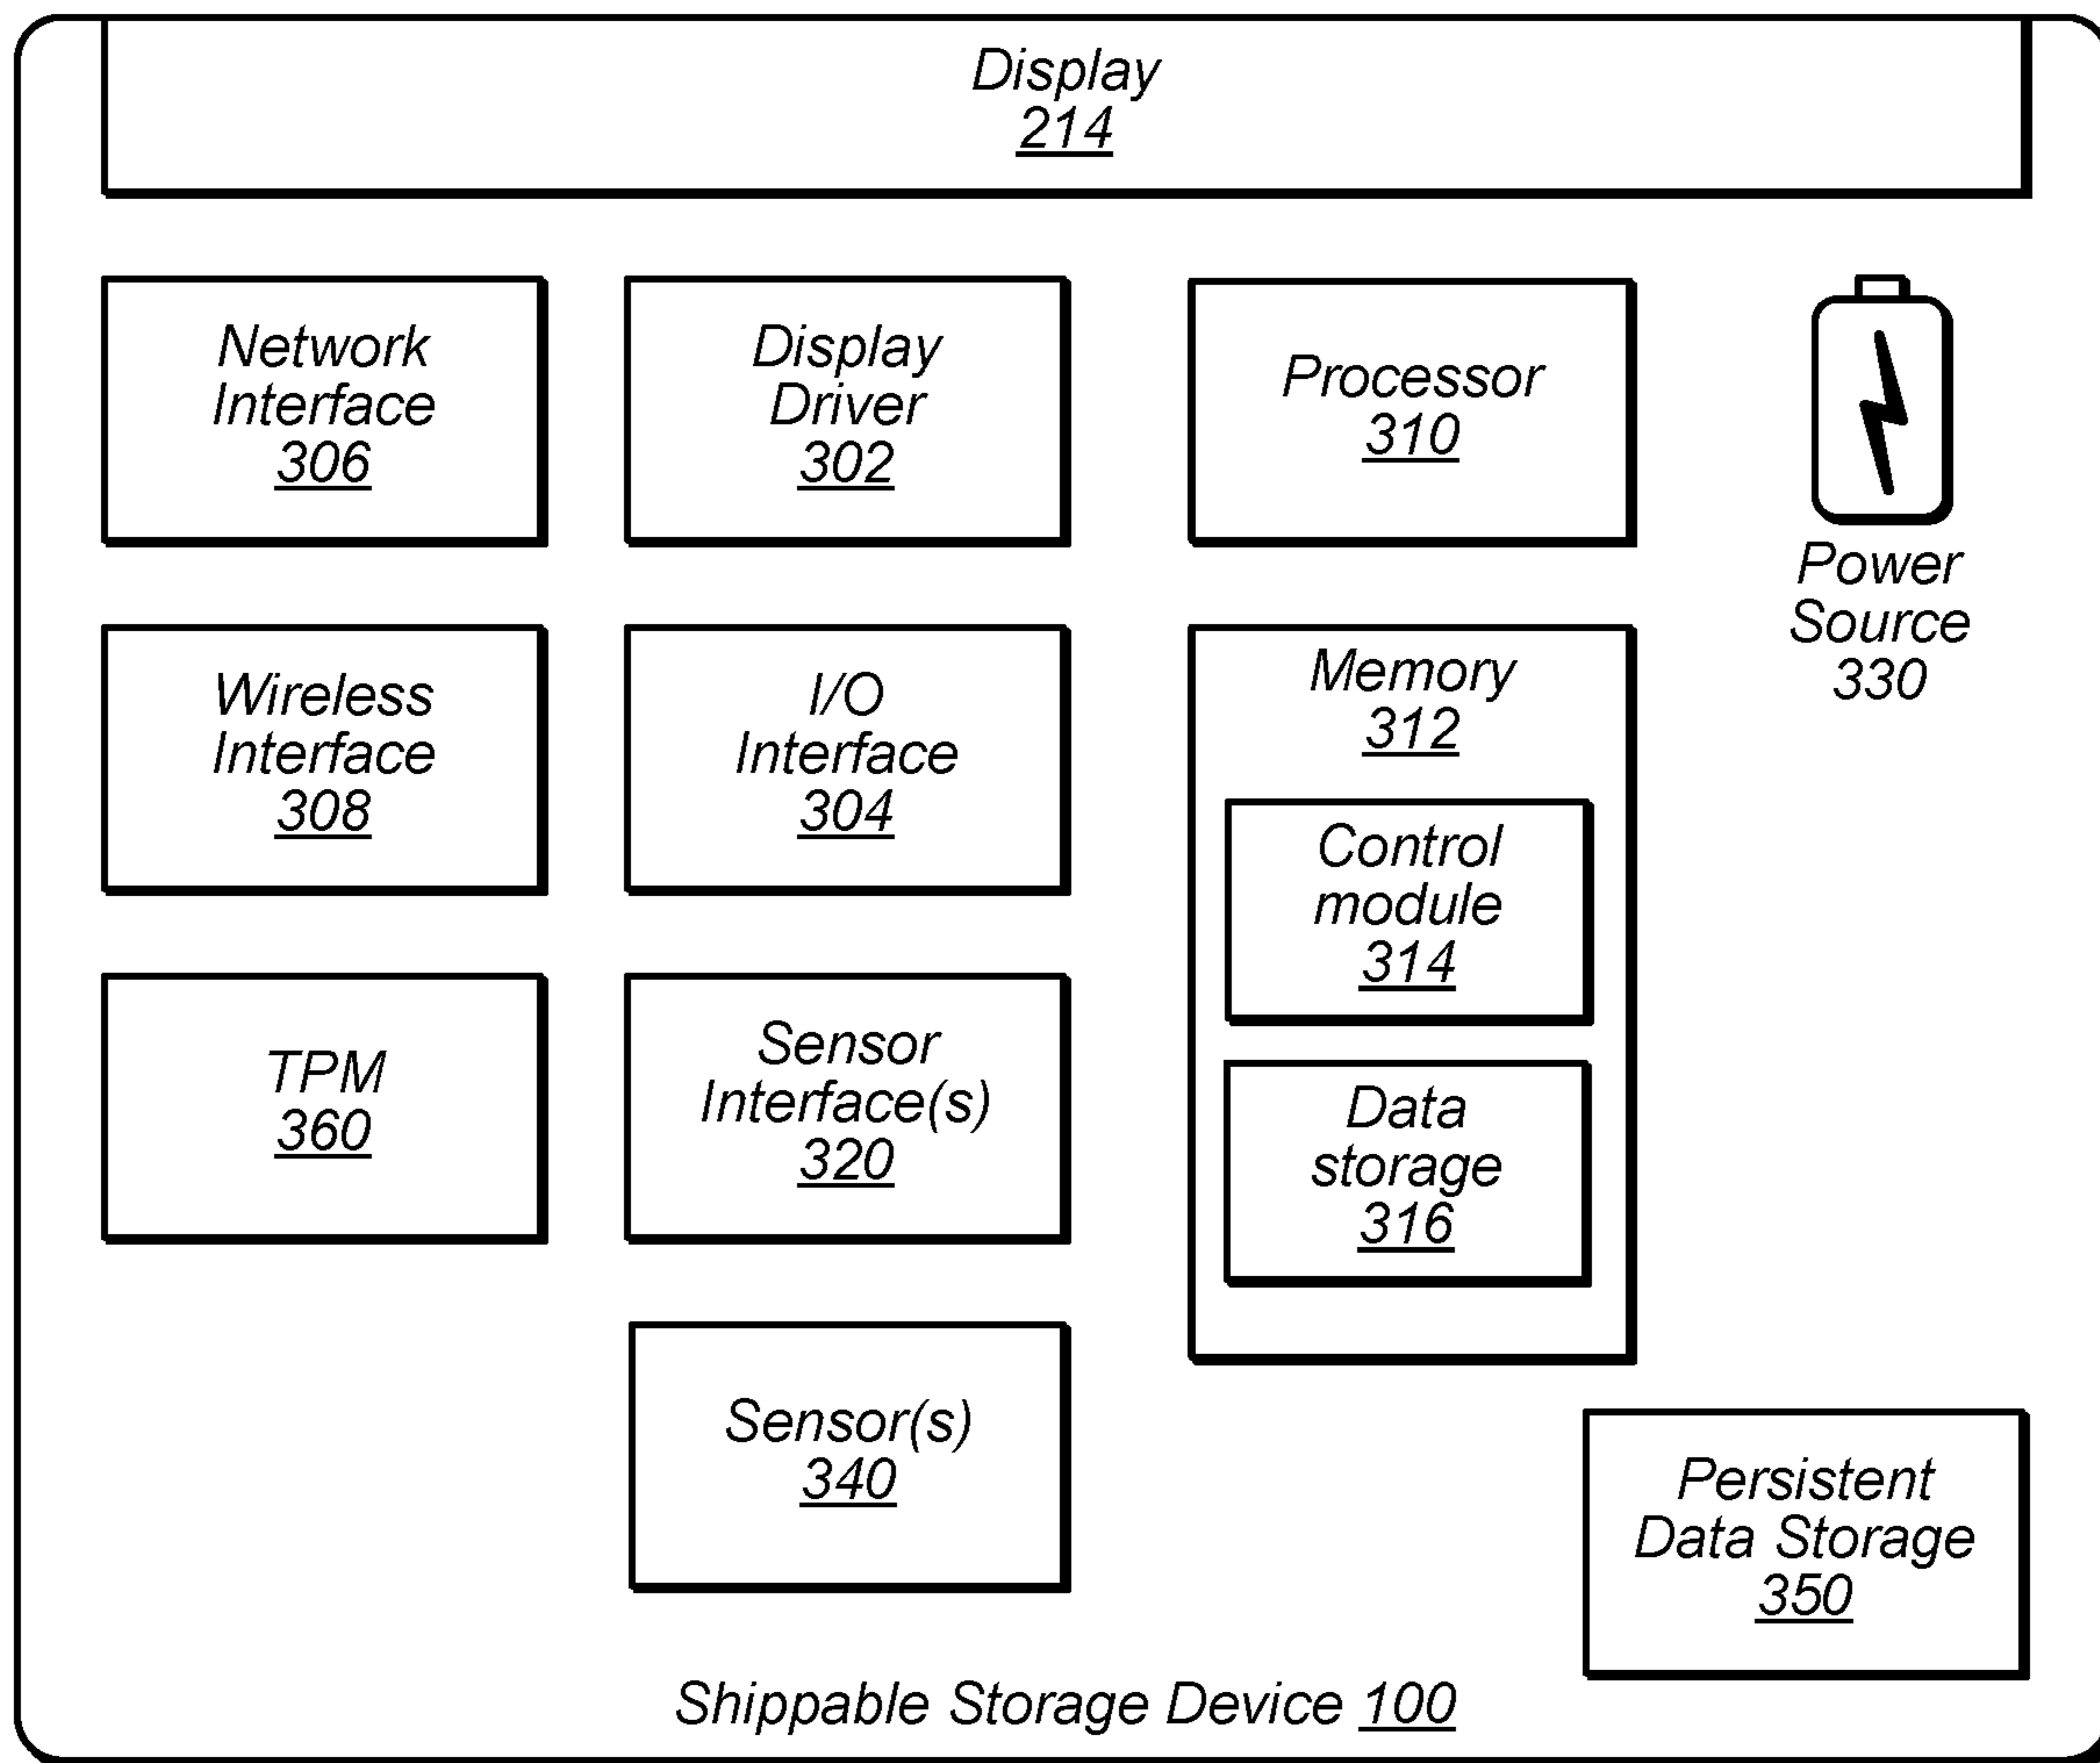 Display
214
Network
Interface
306
Display
Driver
302
Processor
310
Power
Source
330
Wireless
Interface
308
I/O
Interface
304
Memory
312
Control
module
314
Data
storage
316
TPM
360
Sensor
Interface(s)
320
Sensor(s)
340
Persistent
Data Storage
350
Shippable Storage Device 100